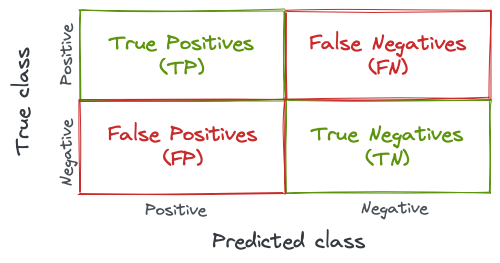 True class
Positive
True Positives
(TP)
False Negatives
(FN)
Negative
False Positives
(FP)
True Negatives
(TN)
Positive
Negative
Predicted class